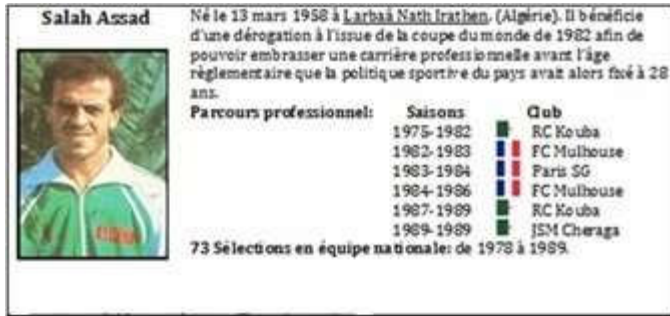 Salah Assad
Né le 13 mars 1958 à Larbaâ Nath Irathen, (Algérie). Il bénéficie
d'une dérogation à l'issue de la coupe du monde de 1982 afin de
pouvoir embrasser une carrière professionnelle avant l'âge
règlementaire que la politique sportive du pays avait alors fixé à 28
ans.
Parcours professionnel: Saisons Club
1975-1982 RC Kouba
1982-1983 FC Mulhouse
1983-1984 Paris SG
1984-1986 FC Mulhouse
1987-1989 RC Kouba
1989-1989 JSM Cheraga
73 Sélections en équipe nationale: de 1978 à 1989.